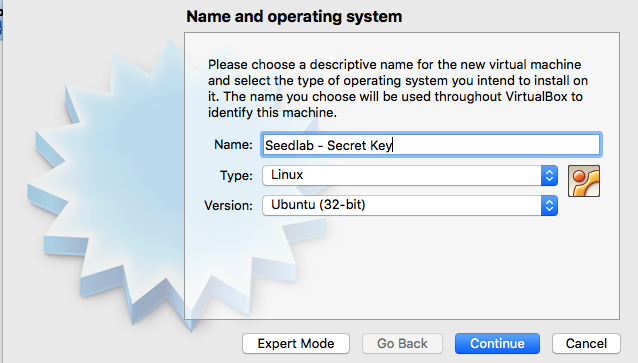 Name and operating system
Please choose a descriptive name for the new virtual machine
and select the type of operating system you intend to install on
it. The name you choose will be used throughout VirtualBox to
identify this machine.
Name: Seedlab - Secret Key
Type: Linux
Version: Ubuntu (32-bit)
Expert Mode Go Back Continue Cancel